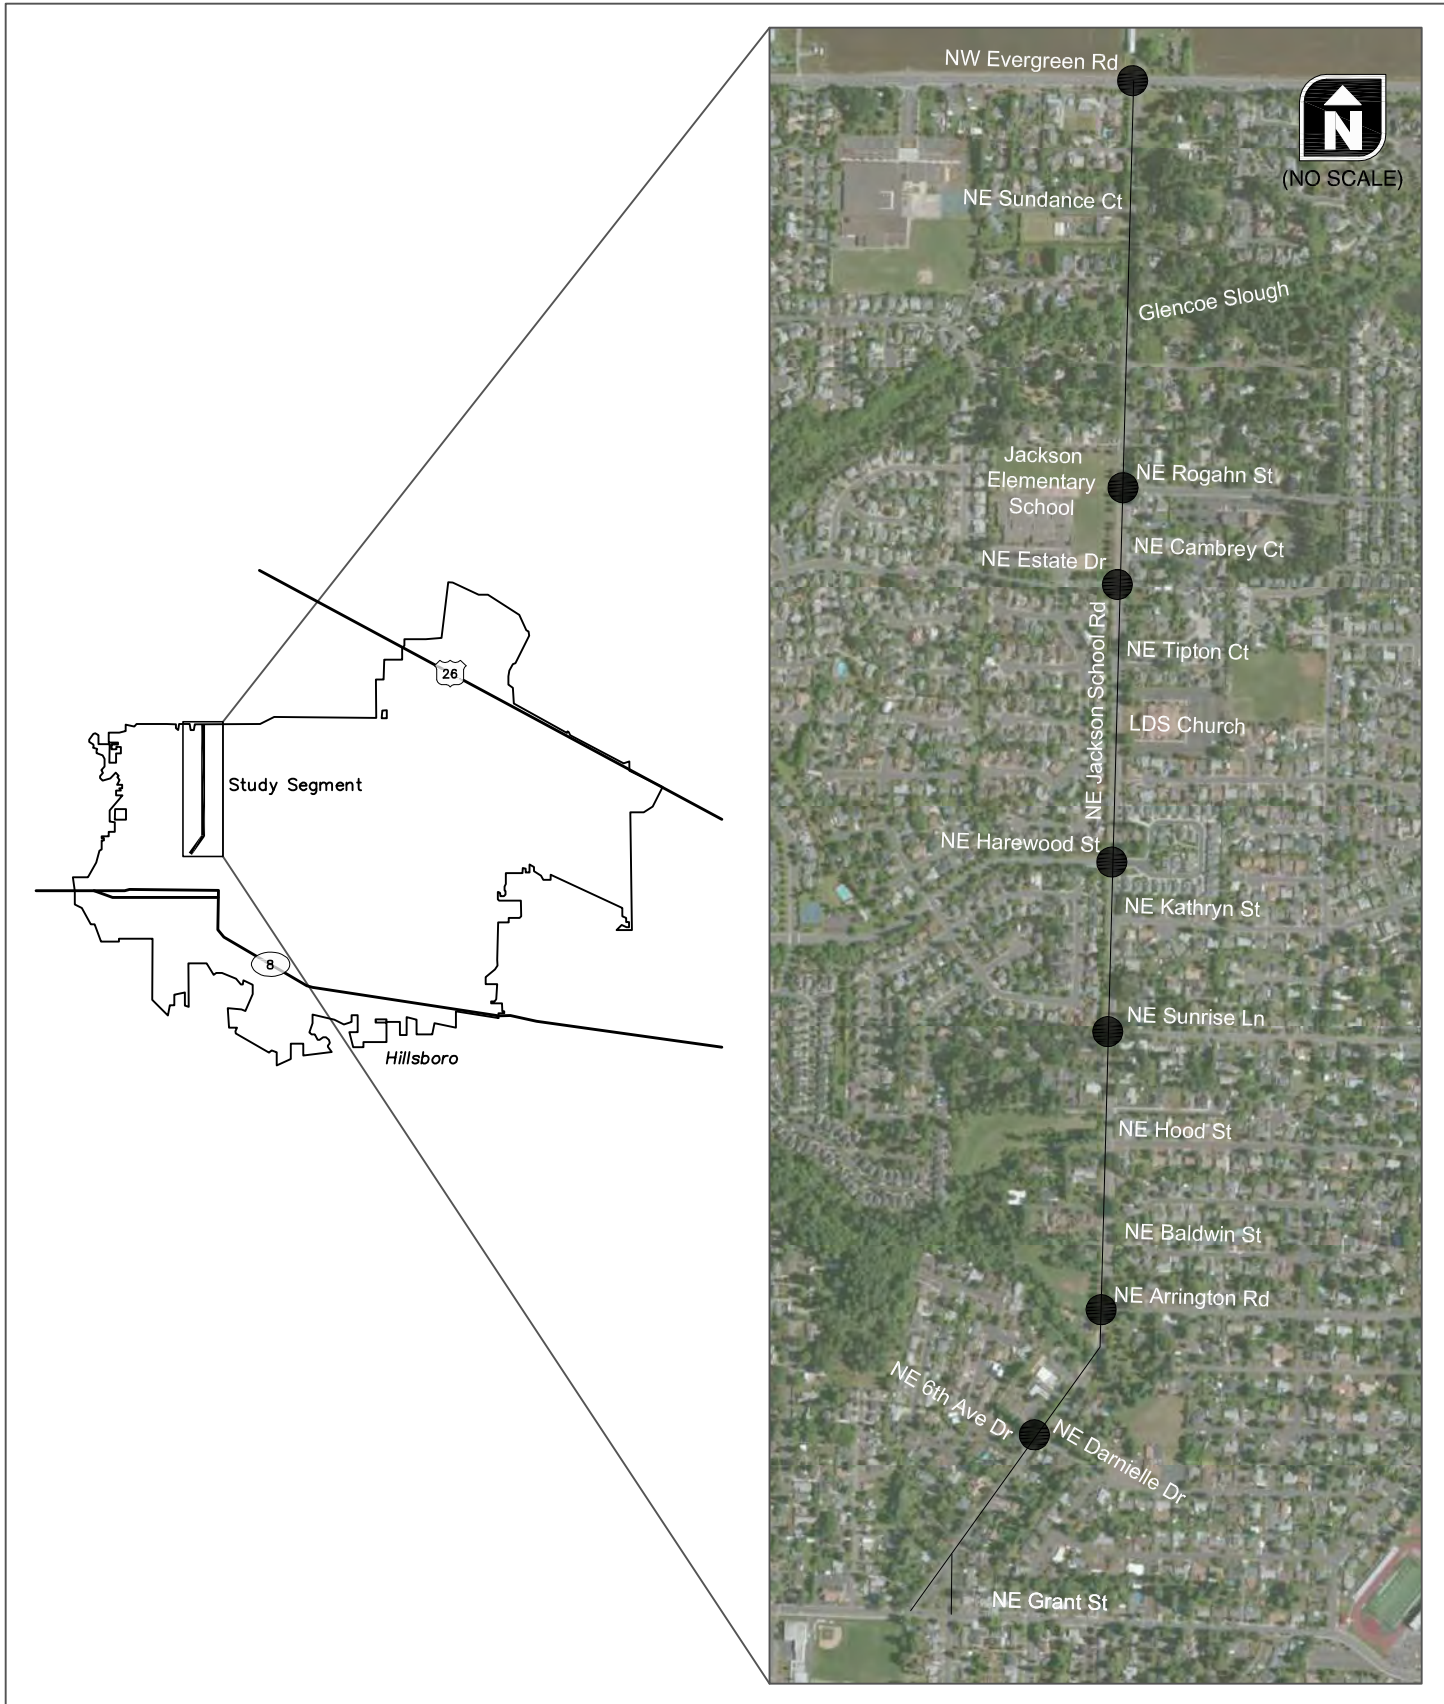 NW Evergreen Rd
N
(NO SCALE)
NE Sundance Ct
Glencoe Slough
Jackson
Elementary
School
NE Rogahn St
NE Cambrey Ct
NE Estate Dr
NE Jackson School Rd
NE Tipton Ct
LDS Church
26
Study Segment
NE Harewood St
NE Kathryn St
8
NE Sunrise Ln
Hillsboro
NE Hood St
NE Baldwin St
NE Arrington Rd
NE 6th Ave Dr
NE Darnielle Dr
NE Grant St